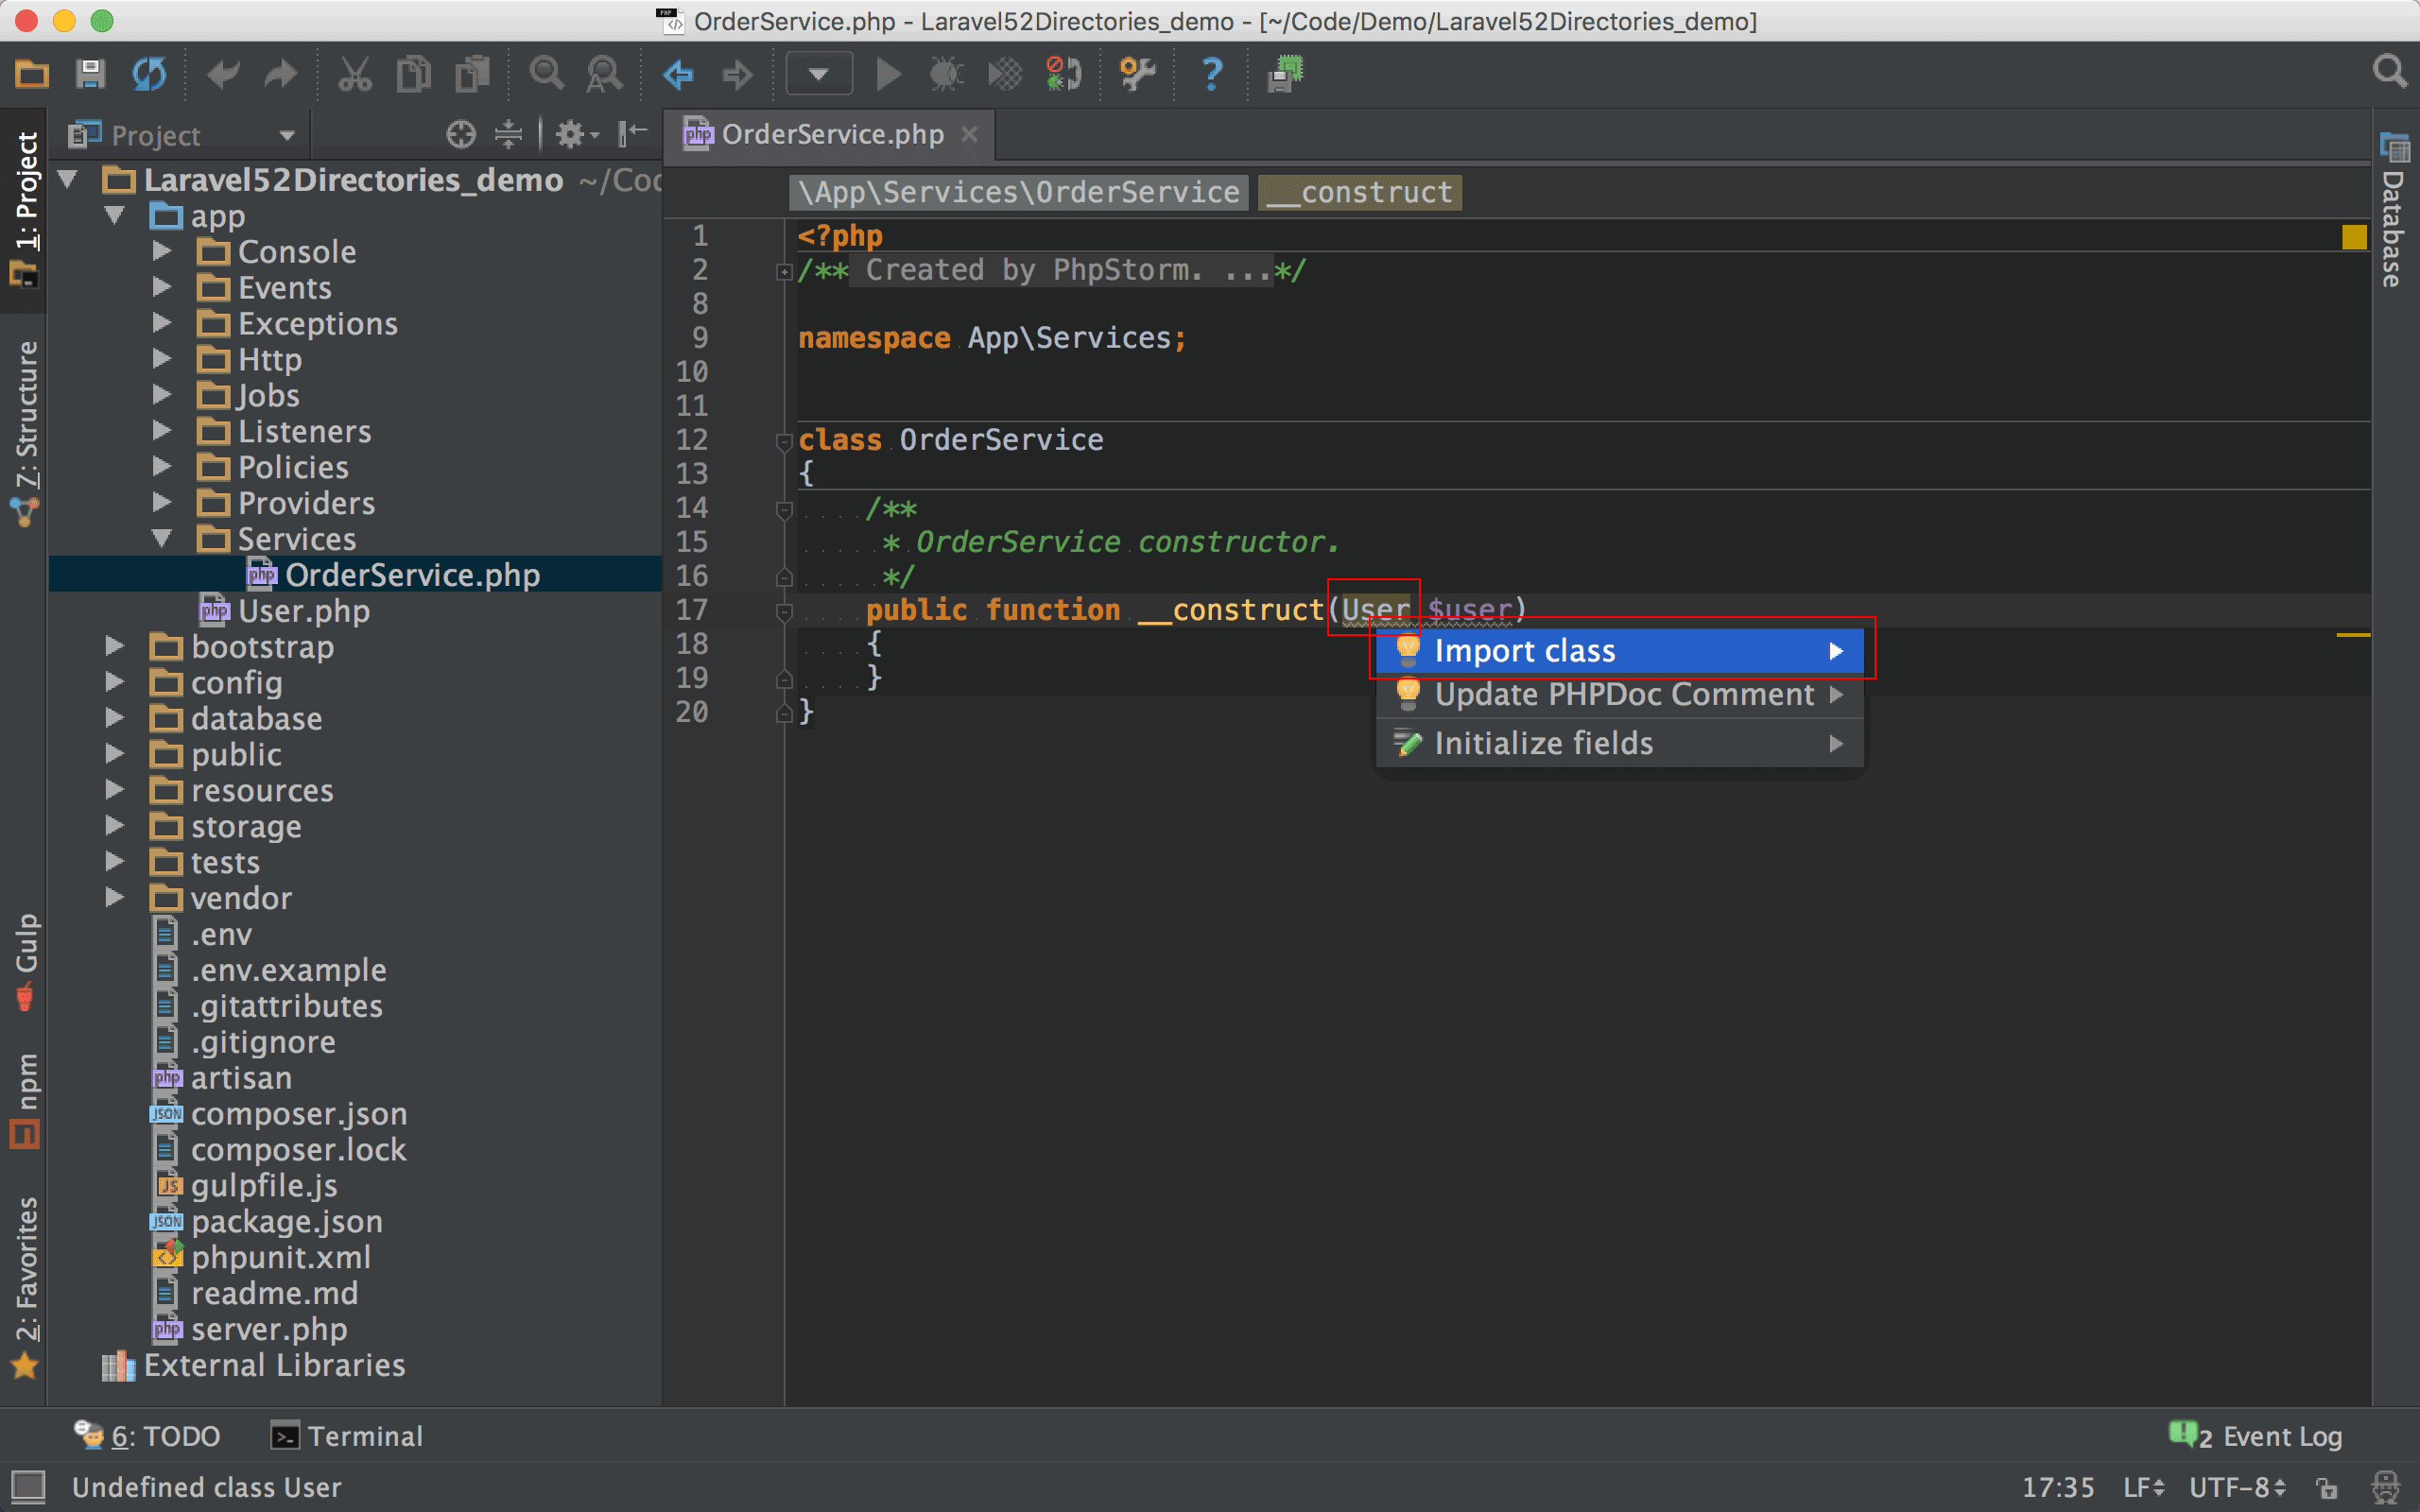 OrderService.php - Laravel52Directories_demo - [~/Code/Demo/Laravel52Directories_demo]
Project
OrderService.php
1: Project
7: Structure
Gulp
npm
2: Favorites
Laravel52Directories_demo ~/Cod
app
Console
Events
Exceptions
Http
Jobs
Listeners
Policies
Providers
Services
OrderService.php
User.php
bootstrap
config
database
public
resources
storage
tests
vendor
.env
.env.example
.gitattributes
.gitignore
artisan
composer.json
composer.lock
gulpfile.js
package.json
phpunit.xml
readme.md
server.php
External Libraries
\App\Services\OrderService __construct
1 <?php
2 /** Created by PhpStorm. ...*/
8
9 namespace App\Services;
10
11
12 class OrderService
13 {
14 /**
15 * OrderService constructor.
16 */
17 public function __construct(User $user)
18 {
19 }
20 }
Import class
Update PHPDoc Comment
Initialize fields
Database
6: TODO
Terminal
2 Event Log
Undefined class User
17:35 LF UTF-8